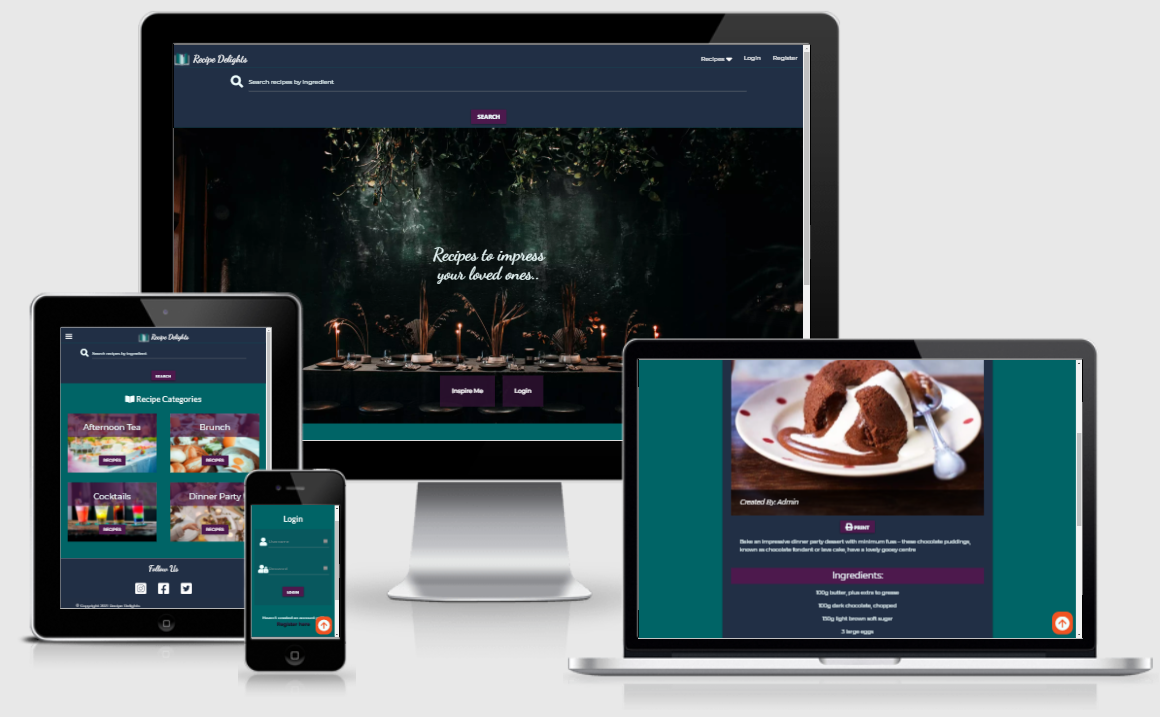 Recipe Delights
Recipes
Login
Register
Search recipes by ingredient
SEARCH
Recipes to impress
your loved ones..
Inspire Me
Login
Recipe Delights
Search recipes by ingredient
SEARCH
Recipe Categories
Afternoon Tea
Brunch
RECIPES
RECIPES
Cocktails
Dinner Party
RECIPES
RECIPES
Follow Us
© Copyright 2021 Recipe Delights
Login
LOGIN
Register here
Created By: Admin
PRINT
Bake an impressive dinner party dessert with minimum fuss - these chocolate puddings,
known as chocolate fondant or lava cake, have a lovely gooey centre
Ingredients:
100g butter, plus extra to grease
100g dark chocolate, chopped
150g light brown soft sugar
3 large eggs